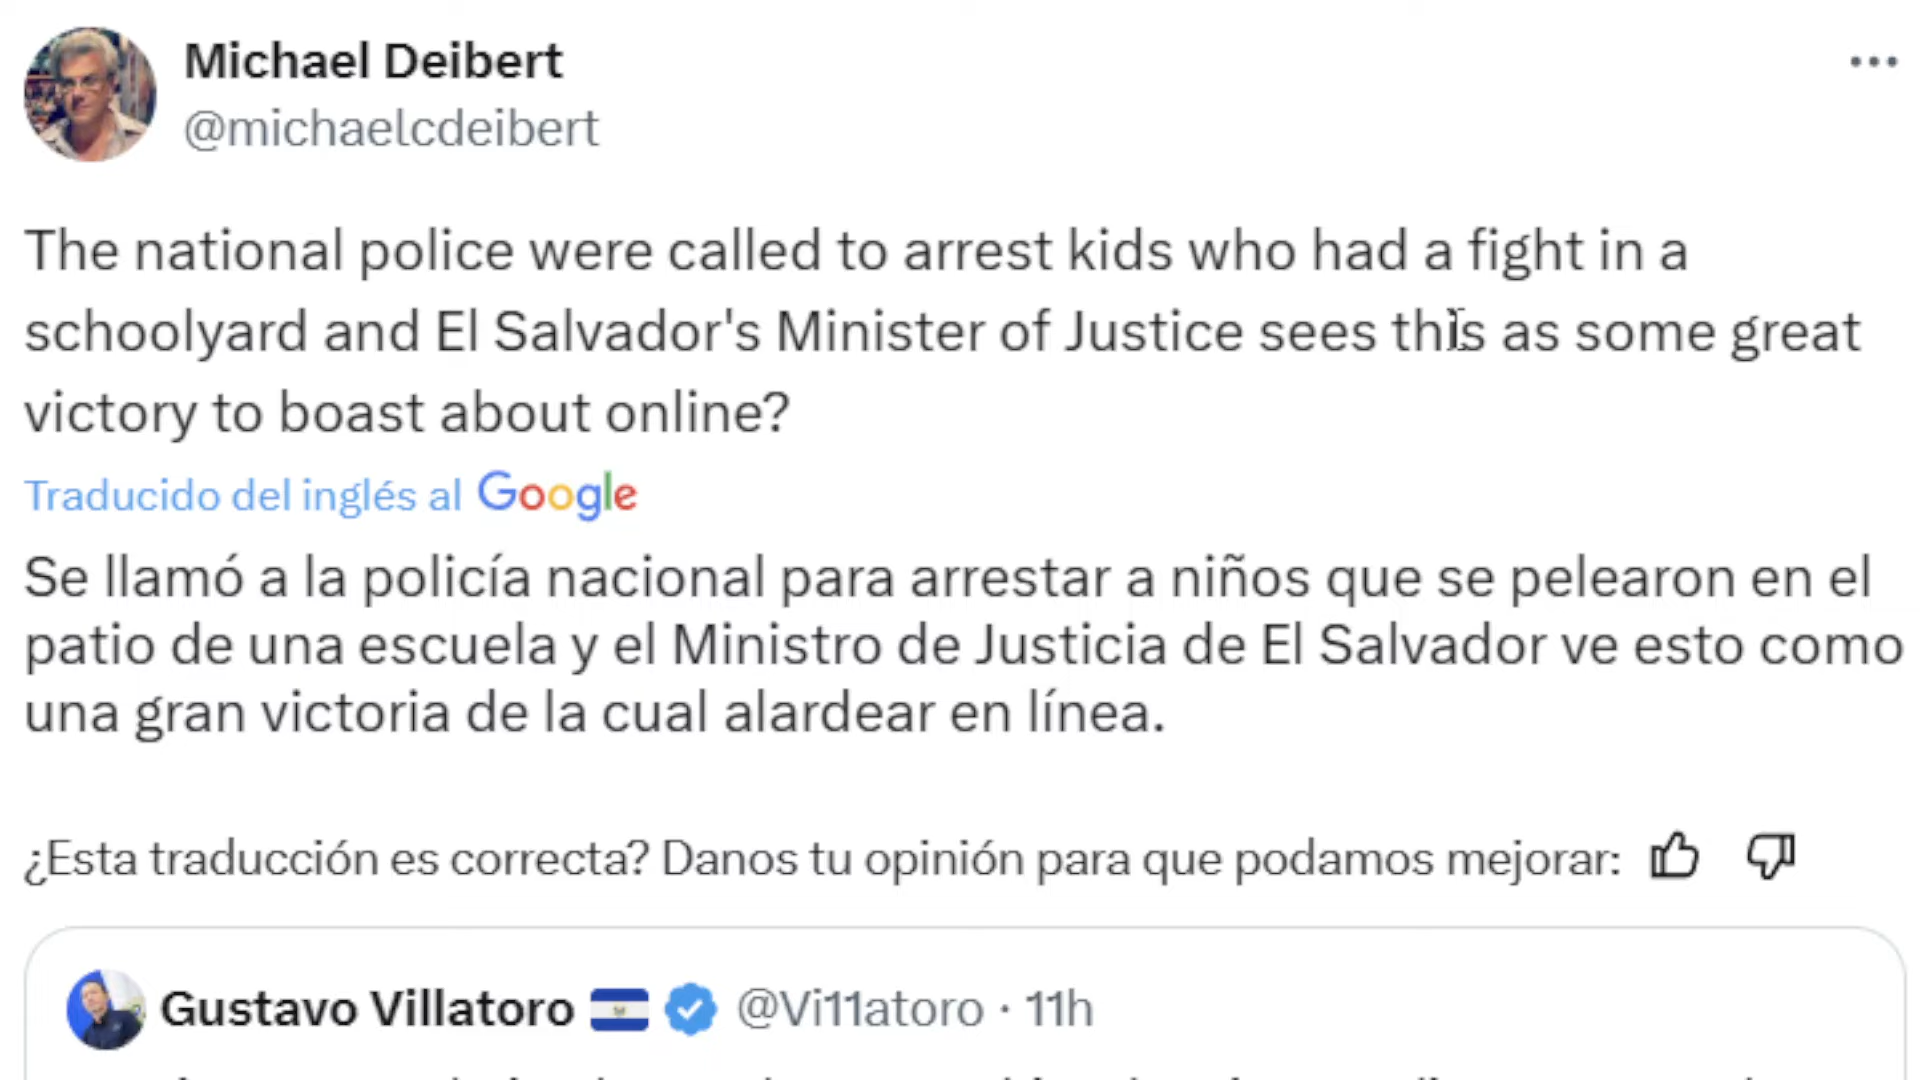 Michael Deibert
@michaelcdeibert
The national police were called to arrest kids who had a fight in a
schoolyard and El Salvador's Minister of Justice sees this as some great
victory to boast about online?
Traducido del inglés al Google
Se llamó a la policía nacional para arrestar a niños que se pelearon en el
patio de una escuela y el Ministro de Justicia de El Salvador ve esto como
una gran victoria de la cual alardear en línea.
¿Esta traducción es correcta? Danos tu opinión para que podamos mejorar:
Gustavo Villatoro @Vi11atoro · 11h